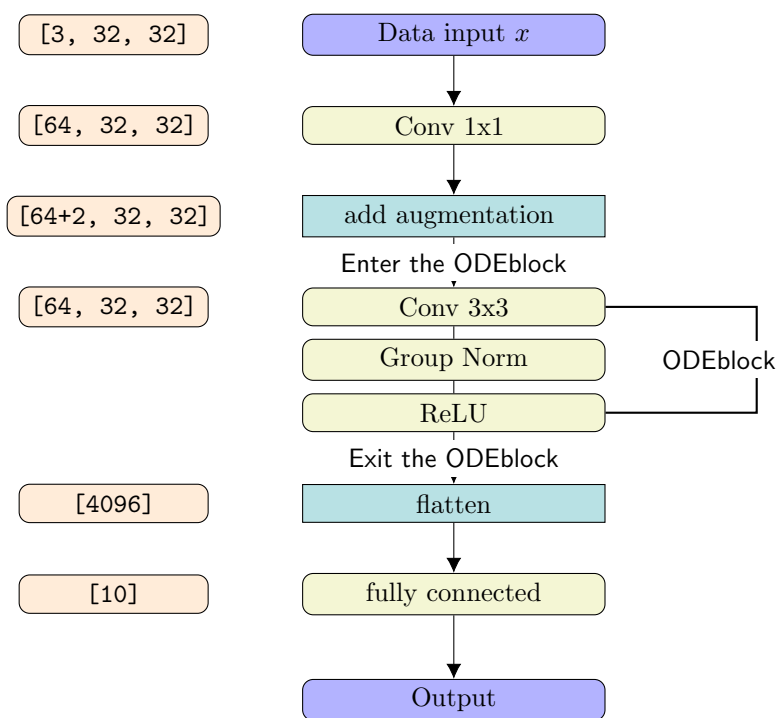 [3, 32, 32]
Data input x
[64, 32, 32]
Conv 1x1
[64+2, 32, 32]
add augmentation
Enter the ODEblock
[64, 32, 32]
Conv 3x3
Group Norm
ODEblock
ReLU
Exit the ODEblock
[4096]
flatten
[10]
fully connected
Output